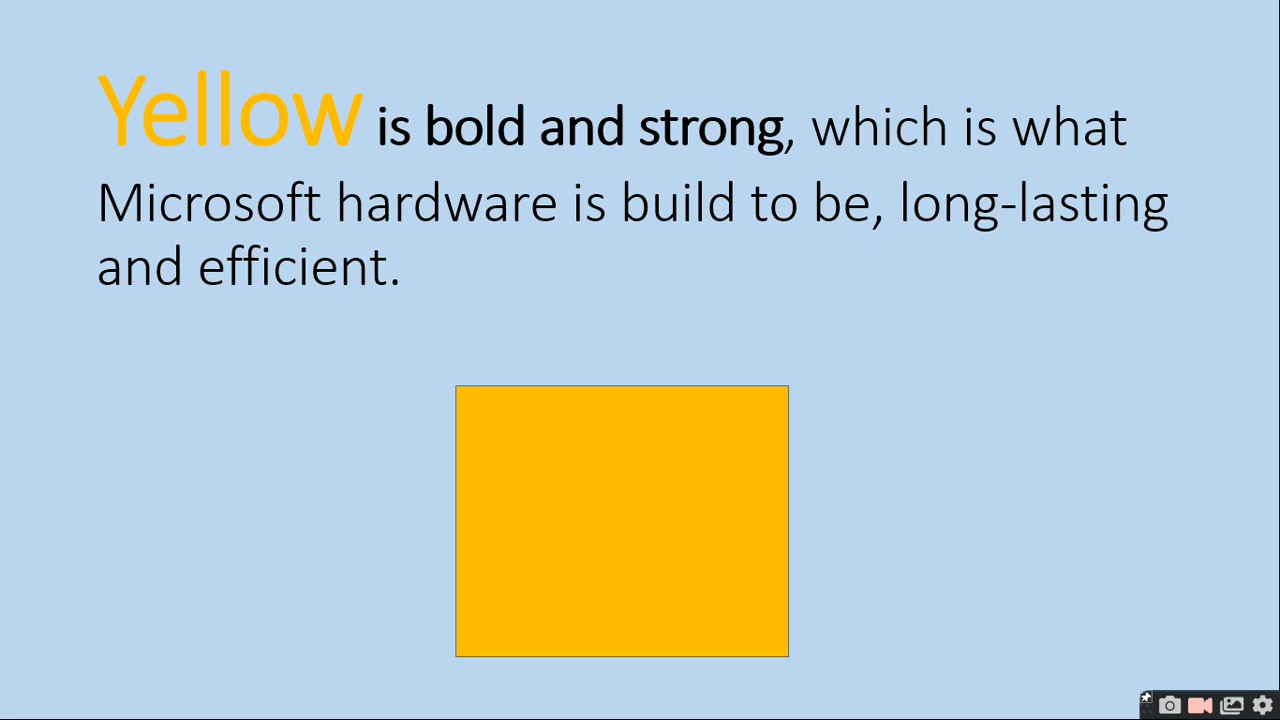 Yellow is bold and strong, which is what
Microsoft hardware is build to be, long-lasting
and efficient.